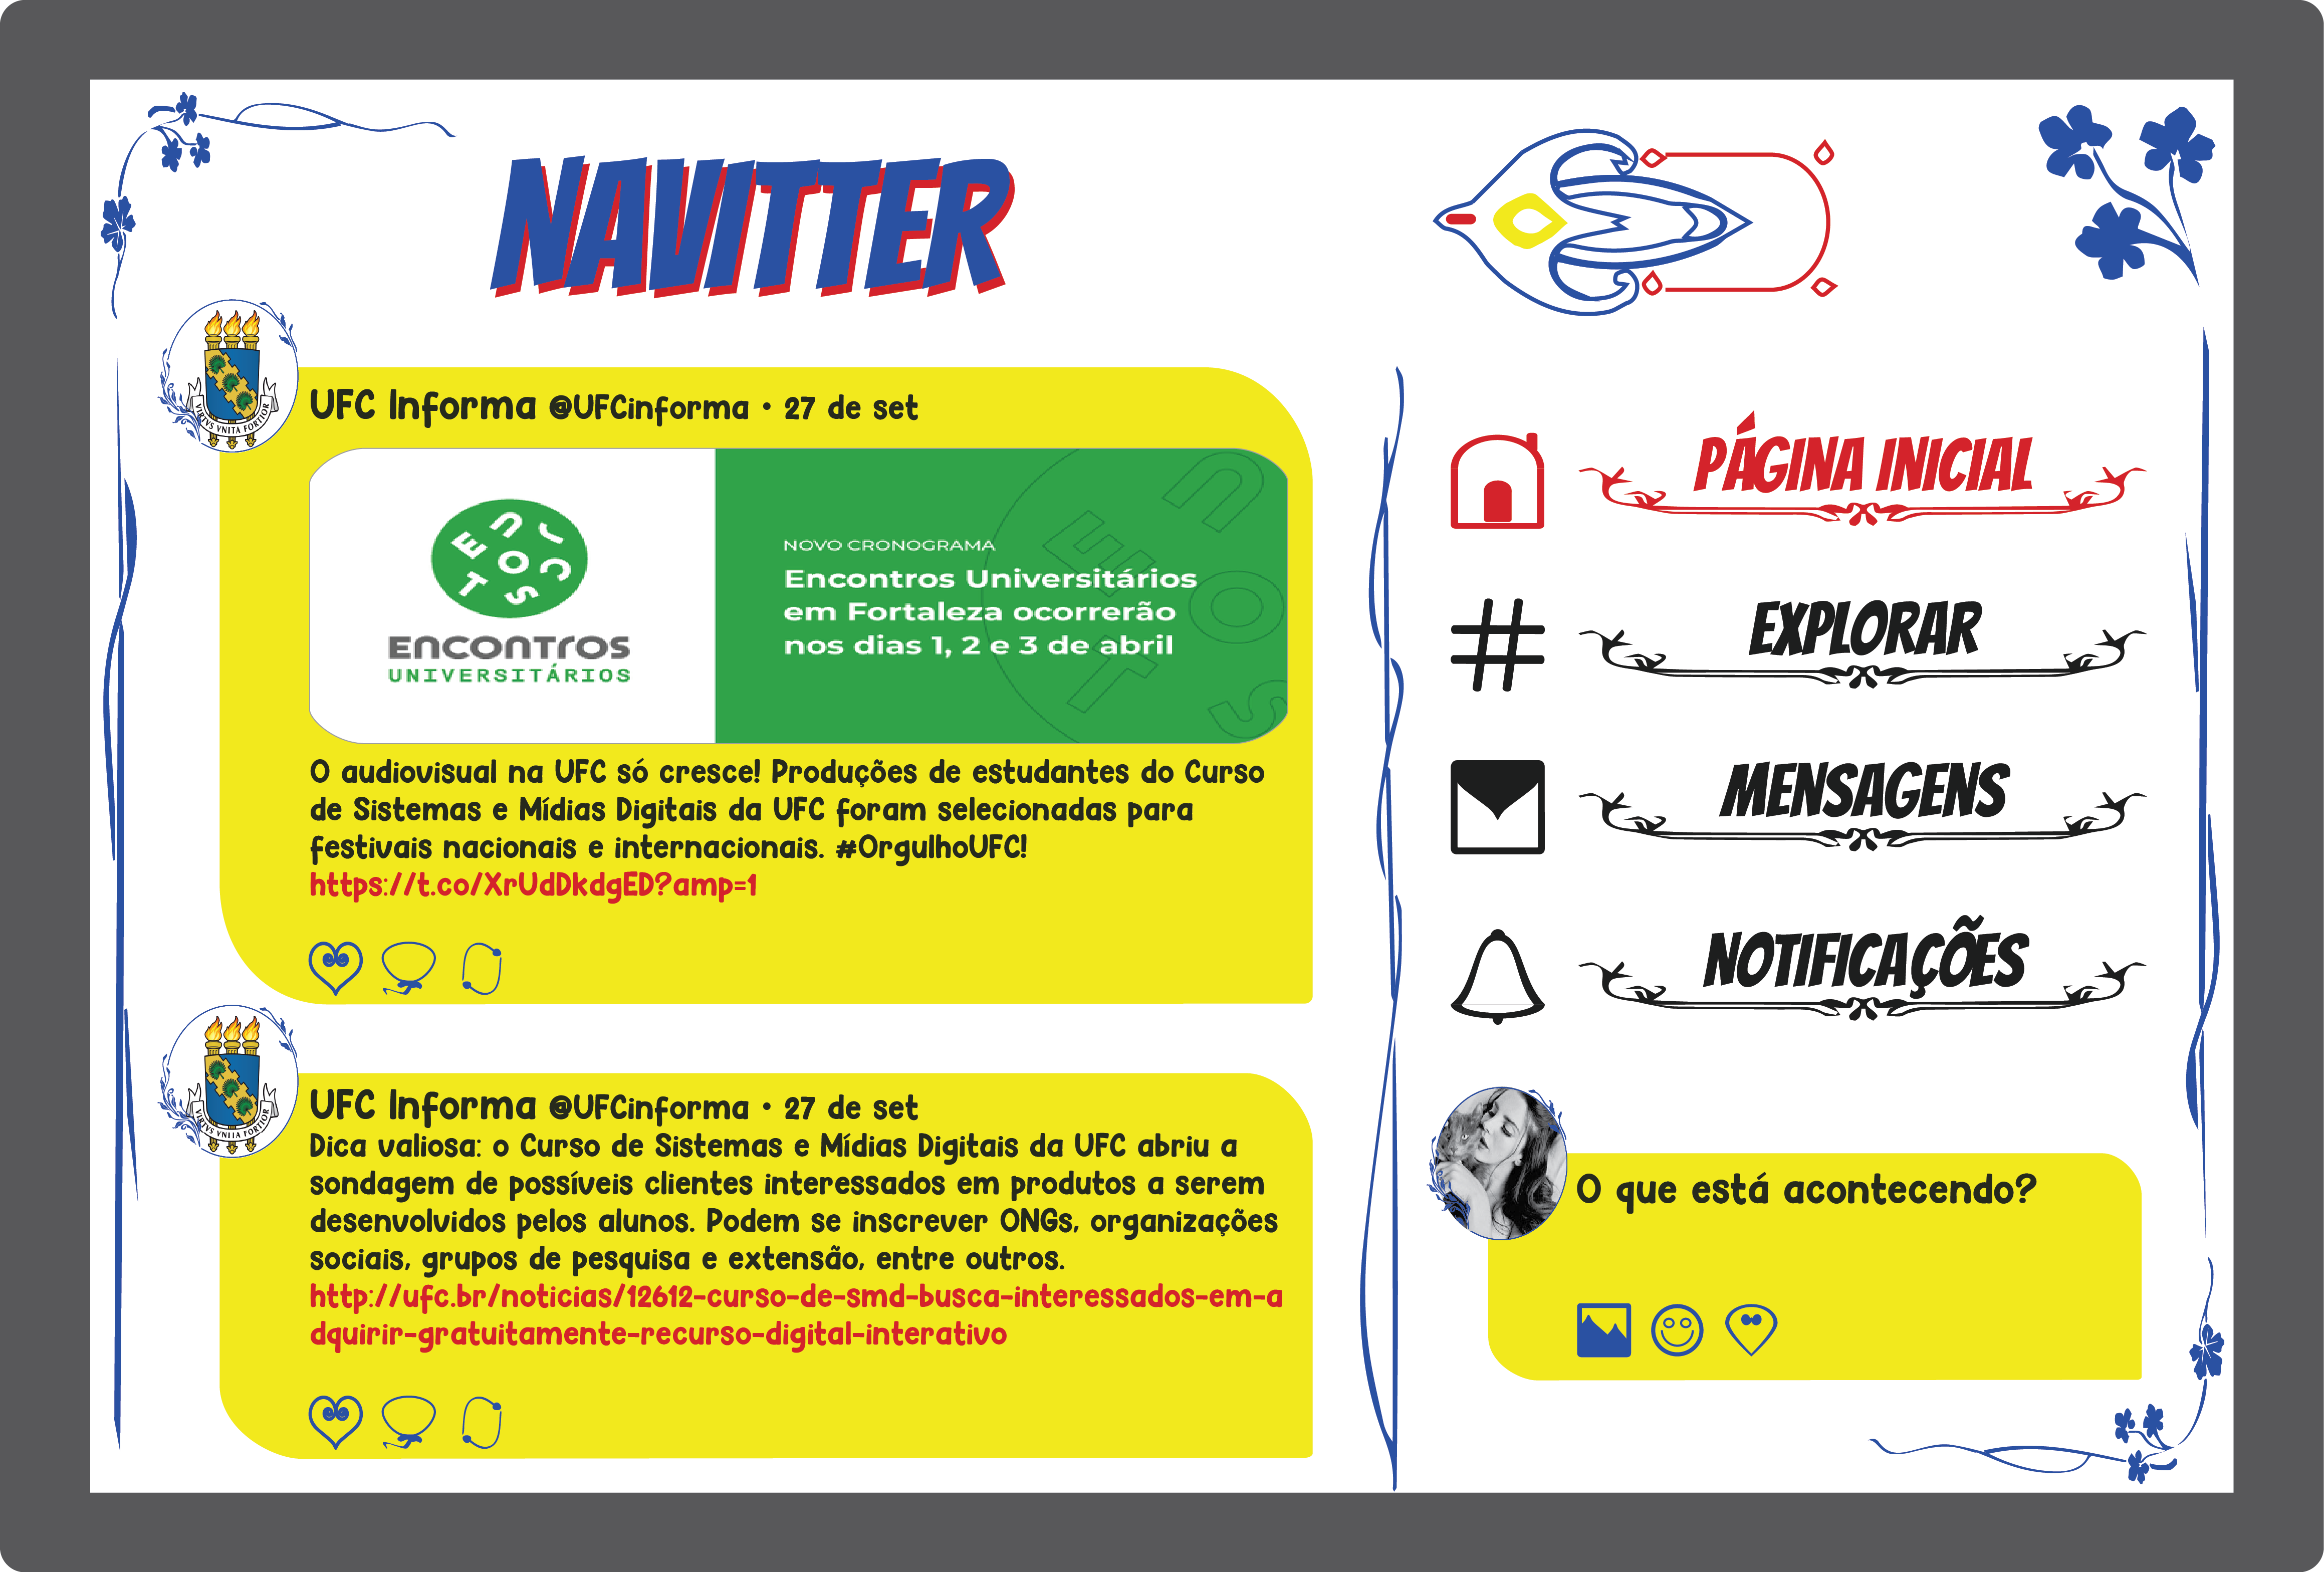 NAVITTER
VIRTVS VNITA FORTIOR
UFC Informa @UFCinforma • 27 de set
ENCONTROS
ENCONTROS
UNIVERSITÁRIOS
NOVO CRONOGRAMA
Encontros Universitários
em Fortaleza ocorrerão
nos dias 1, 2 e 3 de abril
O audiovisual na UFC só cresce! Produções de estudantes do Curso
de Sistemas e Mídias Digitais da UFC foram selecionadas para
festivais nacionais e internacionais. #OrgulhoUFC!
https://t.co/XrUdDkdgED?amp=1
VIRTVS VNITA FORTIOR
UFC Informa @UFCinforma • 27 de set
Dica valiosa: o Curso de Sistemas e Mídias Digitais da UFC abriu a
sondagem de possíveis clientes interessados em produtos a serem
desenvolvidos pelos alunos. Podem se inscrever ONGs, organizações
sociais, grupos de pesquisa e extensão, entre outros.
http://ufc.br/noticias/12612-curso-de-smd-busca-interessados-em-a
dquirir-gratuitamente-recurso-digital-interativo
PÁGINA INICIAL
# EXPLORAR
MENSAGENS
NOTIFICAÇÕES
O que está acontecendo?